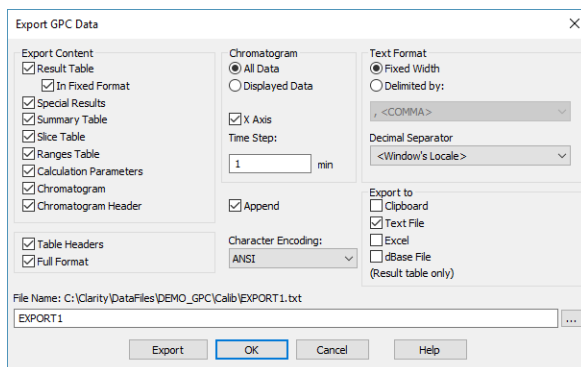 Export GPC Data
Export Content
Result Table
In Fixed Format
Special Results
Summary Table
Slice Table
Ranges Table
Calculation Parameters
Chromatogram
Chromatogram Header
Table Headers
Full Format
Chromatogram
All Data
Displayed Data
X Axis
Time Step:
1 min
Append
Character Encoding:
ANSI
Text Format
Fixed Width
Delimited by:
, <COMMA>
Decimal Separator
<Window's Locale>
Export to
Clipboard
Text File
Excel
dBase File
(Result table only)
File Name: C:\Clarity\DataFiles\DEMO_GPC\Calib\EXPORT1.txt
EXPORT1
...
Export OK Cancel Help